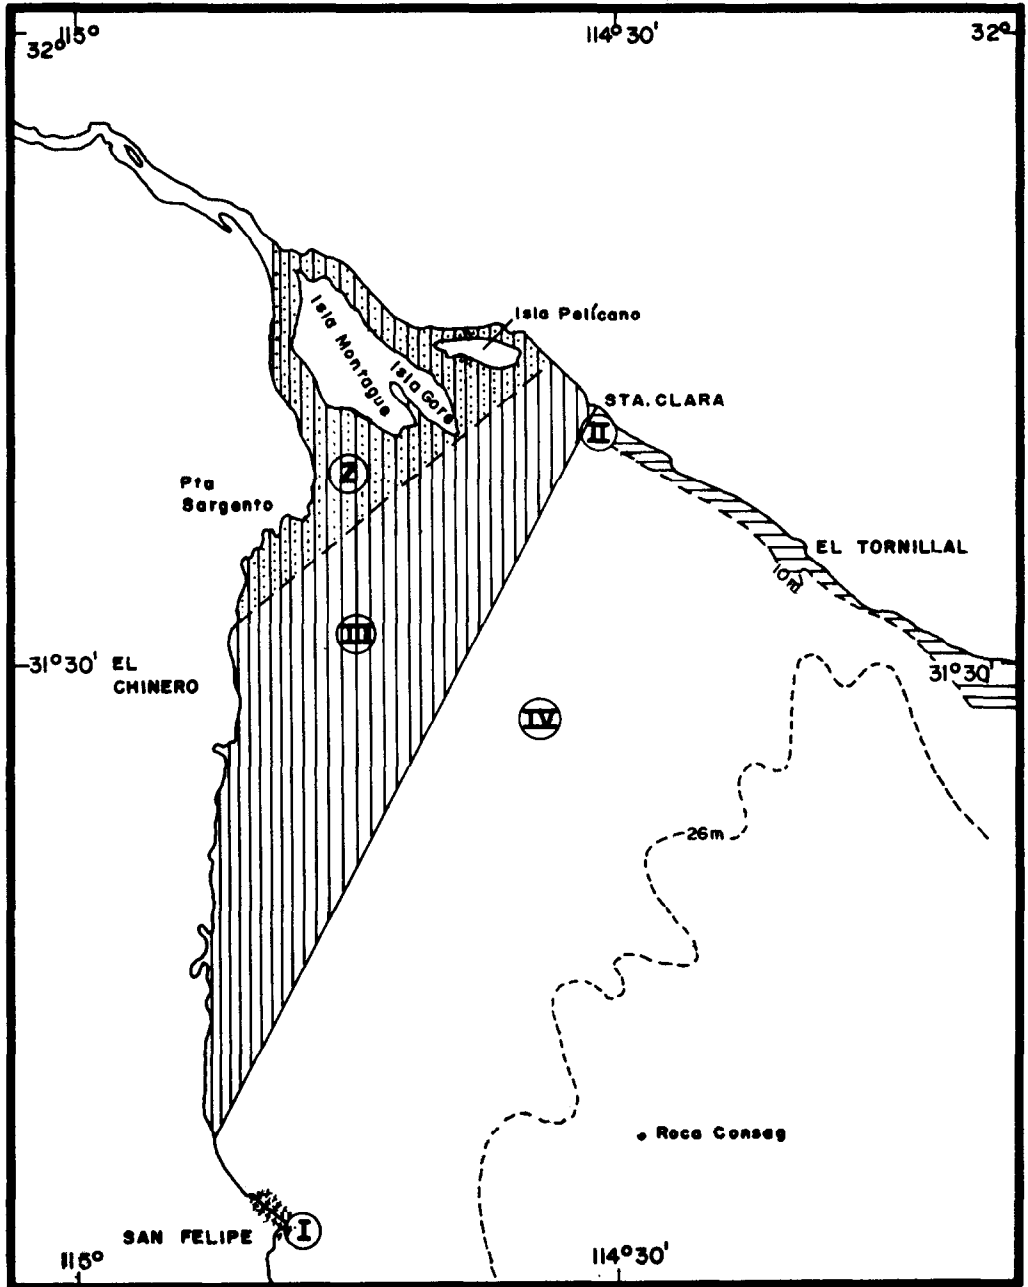 115°
114°30'
32°
32°
Isla Pelícano
Isla Montague
Isla Gore
STA. CLARA
II
Z
Pta
Sargento
EL TORNILLAL
10m
III
31°30'
EL
CHINERO
31°30'
IV
26m
Roca Consag
SAN FELIPE
I
115°
114°30'